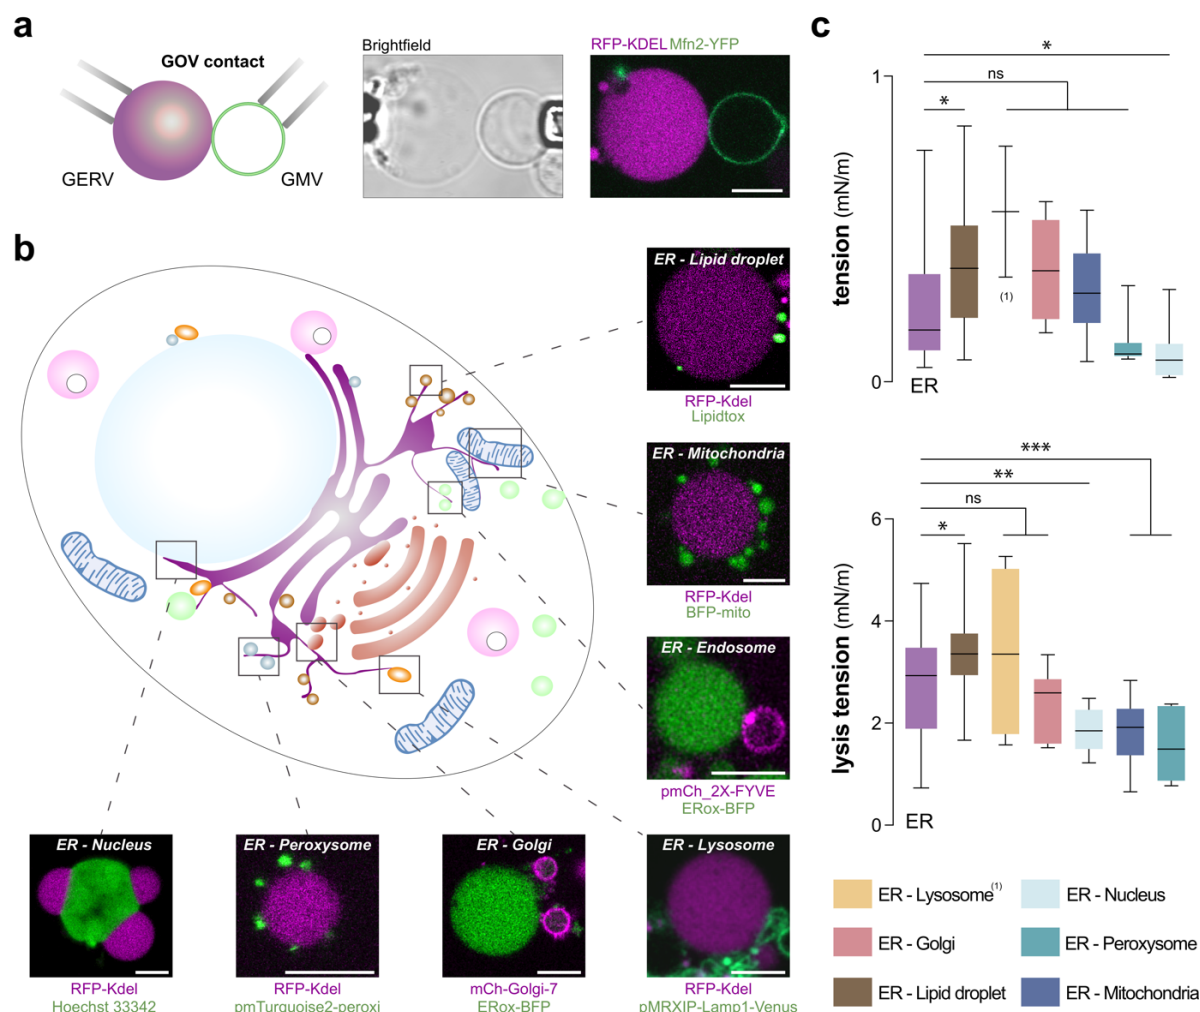 a
GOV contact
GERV
GMV
Brightfield
RFP-KDEL Mfn2-YFP
b
ER - Lipid droplet
RFP-Kdel
Lipidtox
ER - Mitochondria
RFP-Kdel
BFP-mito
ER - Endosome
pmCh_2X-FYVE
ERox-BFP
ER - Nucleus
RFP-Kdel
Hoechst 33342
ER - Peroxysome
RFP-Kdel
pmTurquoise2-peroxi
ER - Golgi
mCh-Golgi-7
ERox-BFP
ER - Lysosome
RFP-Kdel
pMRXIP-Lamp1-Venus
c
*
ns
*
1
tension (mN/m)
(1)
0
ER
***
**
ns
*
6
4
2
0
lysis tension (mN/m)
ER
ER - Lysosome(1)
ER - Nucleus
ER - Golgi
ER - Peroxysome
ER - Lipid droplet
ER - Mitochondria